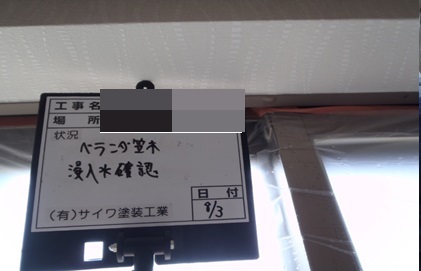 工事名
場所
状況
ベランダ笠木
浸入水確認
日付
8/3
(有)サイワ塗装工業